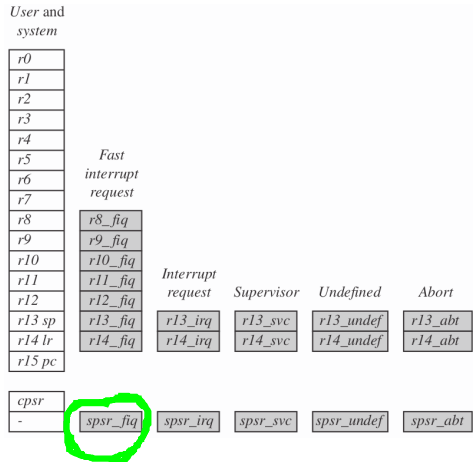 User and
system
r0
r1
r2
r3
r4
r5
r6
r7
r8
r9
r10
r11
r12
r13 sp
r14 lr
r15 pc
cpsr
-
Fast
interrupt
request
r8_fiq
r9_fiq
r10_fiq
r11_fiq
r12_fiq
r13_fiq
r14_fiq
spsr_fiq
Interrupt
request
r13_irq
r14_irq
spsr_irq
Supervisor
r13_svc
r14_svc
spsr_svc
Undefined
r13_undef
r14_undef
spsr_undef
Abort
r13_abt
r14_abt
spsr_abt